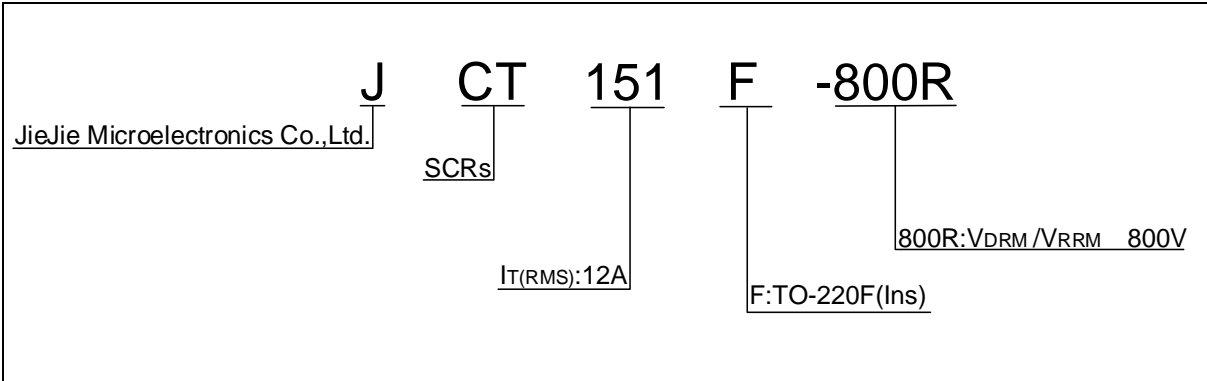 J CT 151 F -800R
JieJie Microelectronics Co.,Ltd.
SCRs
800R:VDRM /VRRM 800V
IT(RMS):12A
F:TO-220F(Ins)